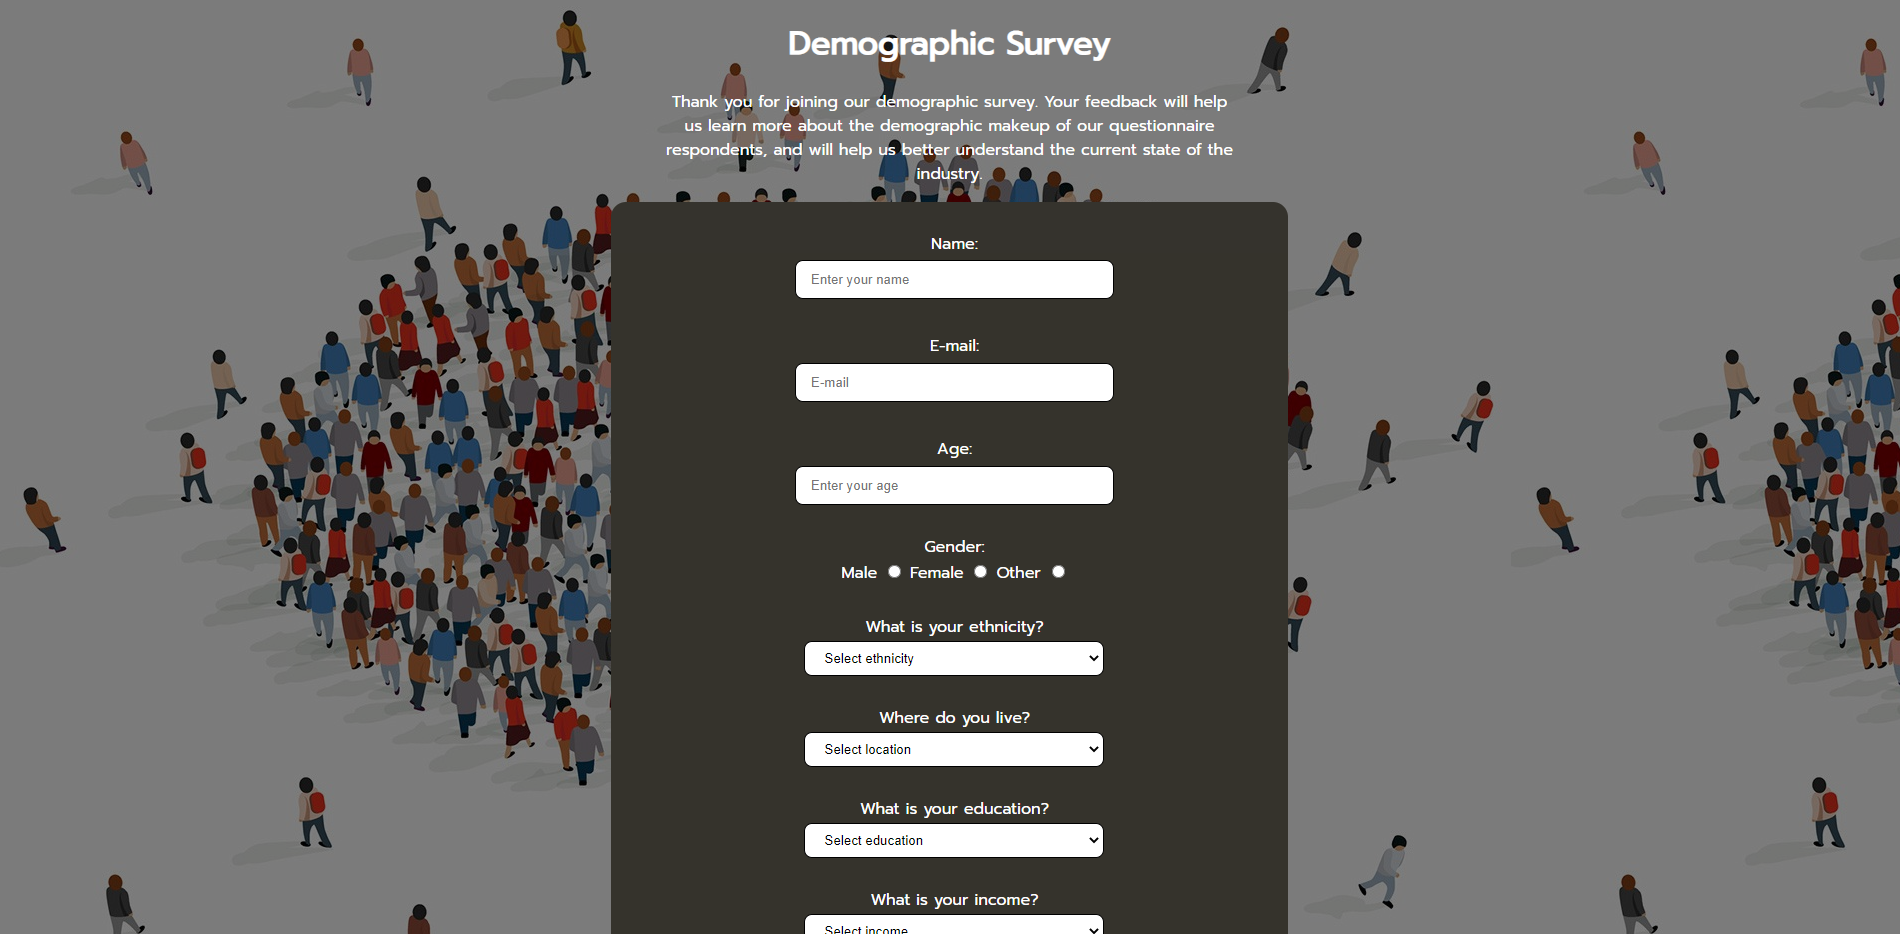 Demographic Survey
Thank you for joining our demographic survey. Your feedback will help
us learn more about the demographic makeup of our questionnaire
respondents, and will help us better understand the current state of the
industry.
Name:
Enter your name
E-mail:
E-mail
Age:
Enter your age
Gender:
Male Female Other
What is your ethnicity?
Select ethnicity
Where do you live?
Select location
What is your education?
Select education
What is your income?
Select income